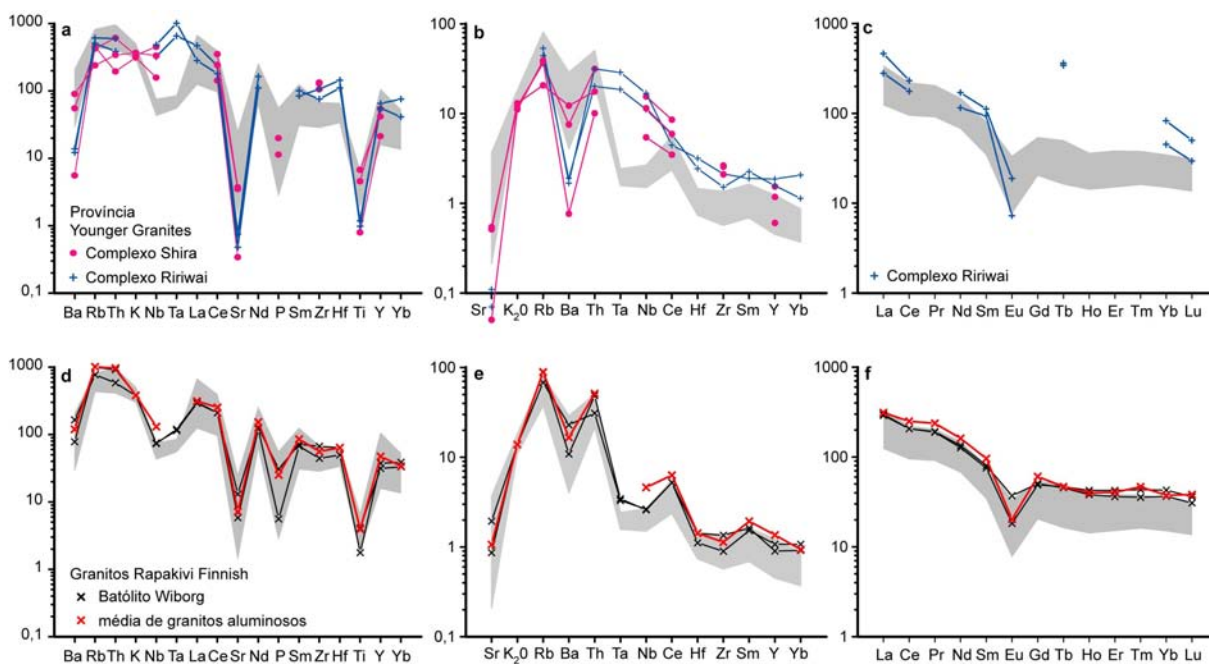 a
1000
100
10
1
0,1
Província
Younger Granites
Complexo Shira
Complexo Ririwai
Ba Rb Th K Nb Ta La Ce Sr Nd P Sm Zr Hf Ti Y Yb
b
100
10
1
0,1
Sr K₂0 Rb Ba Th Ta Nb Ce Hf Zr Sm Y Yb
c
1000
100
10
1
Complexo Ririwai
La Ce Pr Nd Sm Eu Gd Tb Ho Er Tm Yb Lu
d
1000
100
10
1
0,1
Granitos Rapakivi Finnish
Batólito Wiborg
média de granitos aluminosos
Ba Rb Th K Nb Ta La Ce Sr Nd P Sm Zr Hf Ti Y Yb
e
100
10
1
0,1
Sr K₂0 Rb Ba Th Ta Nb Ce Hf Zr Sm Y Yb
f
1000
100
10
1
La Ce Pr Nd Sm Eu Gd Tb Ho Er Tm Yb Lu